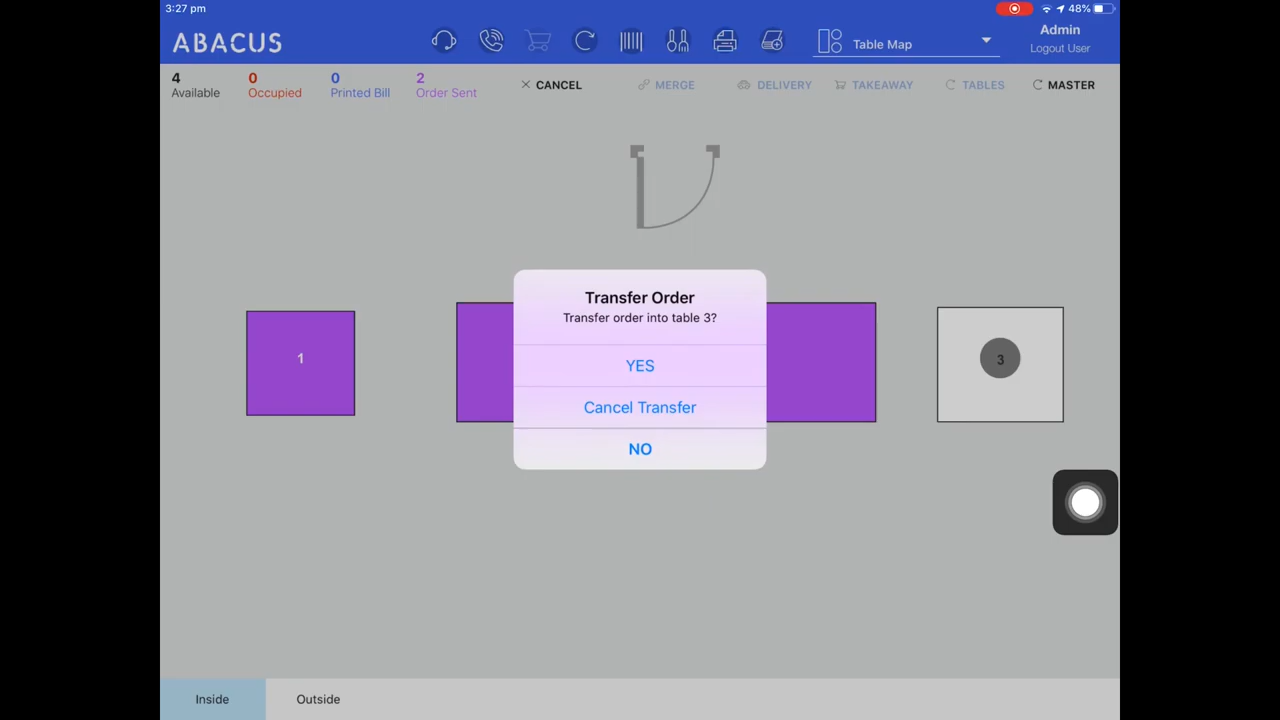 3:27 pm
48%
ABACUS
Table Map
Admin
Logout User
4
Available
0
Occupied
0
Printed Bill
2
Order Sent
CANCEL
MERGE
DELIVERY
TAKEAWAY
TABLES
MASTER
Transfer Order
Transfer order into table 3?
YES
Cancel Transfer
NO
1
3
Inside
Outside